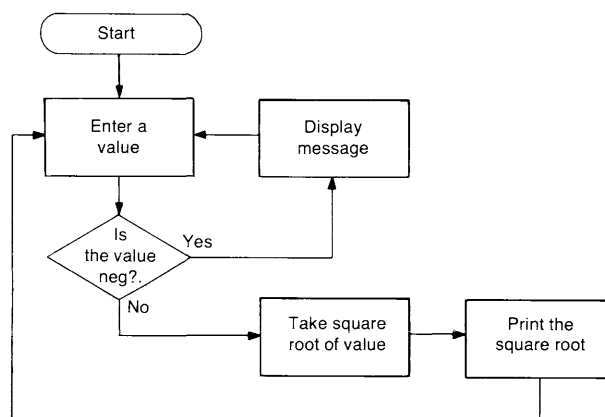 Start
Enter a
value
Display
message
Is
the value
neg?.
Yes
No
Take square
root of value
Print the
square root